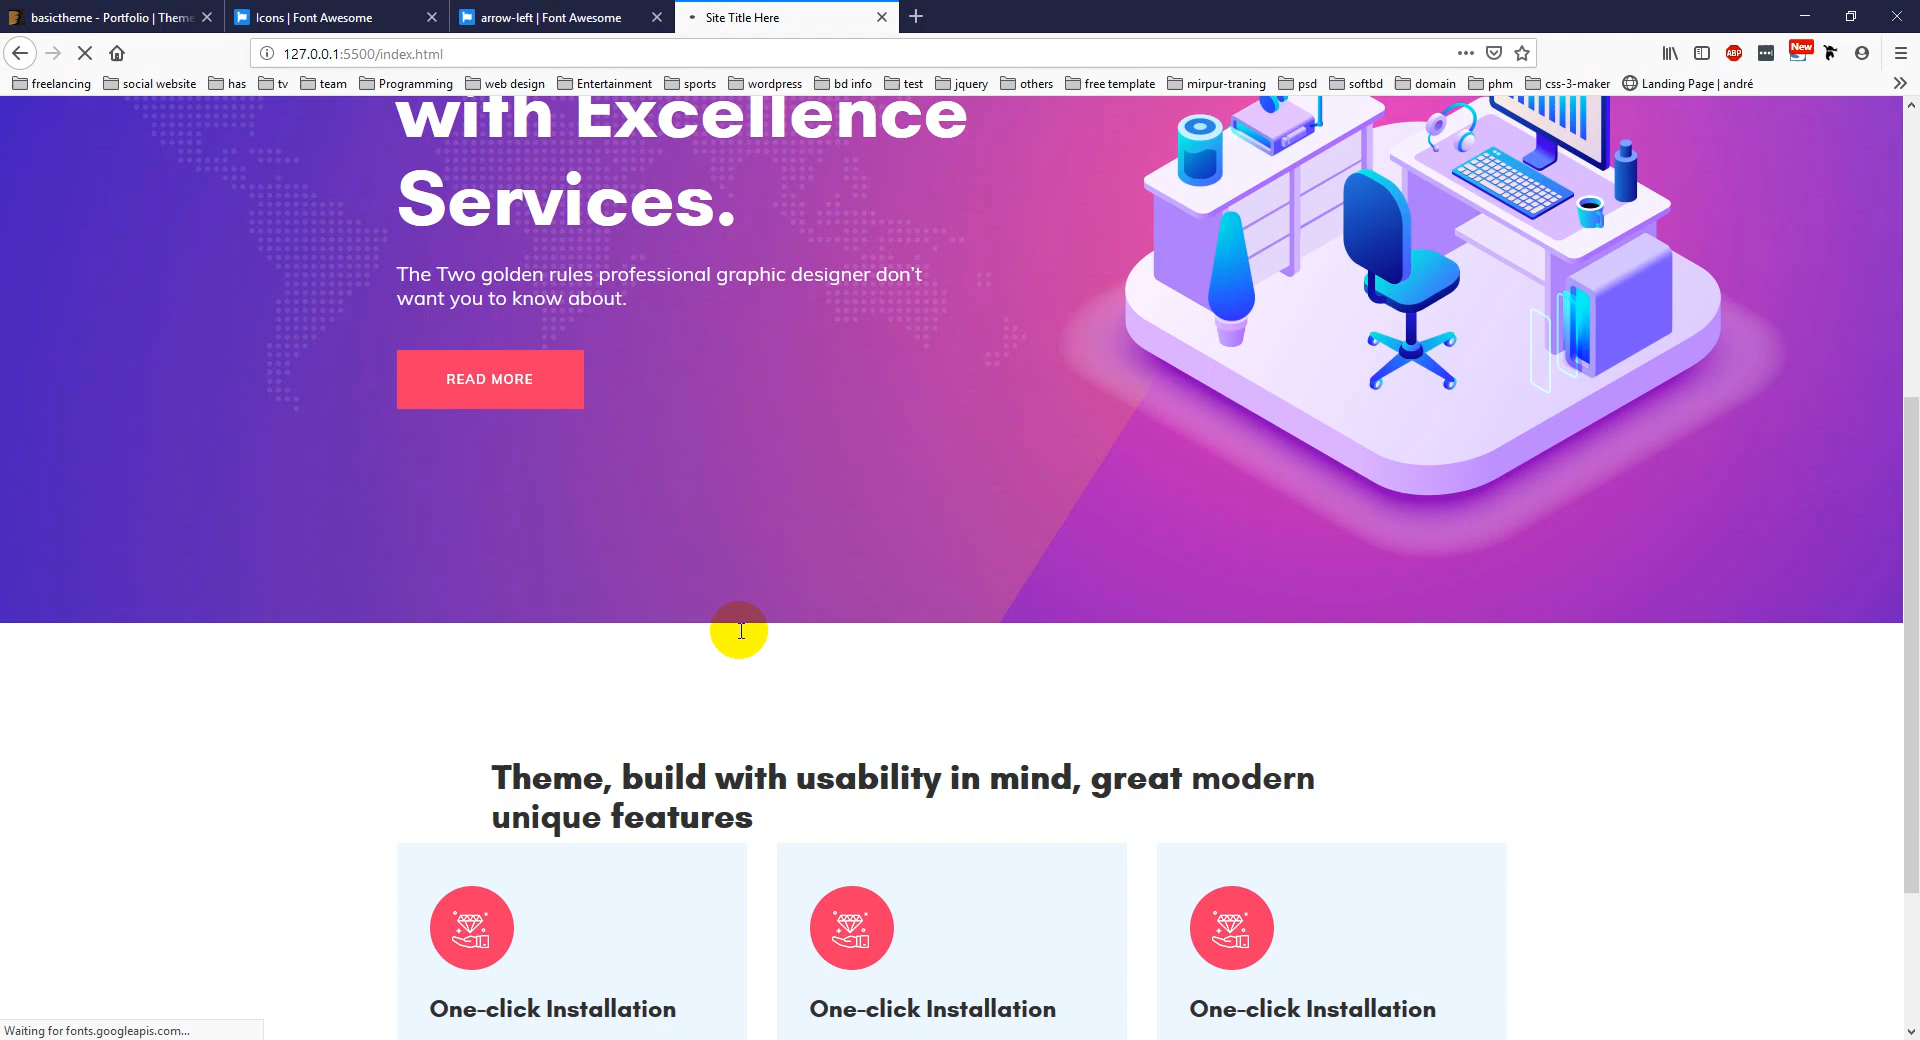 basictheme - Portfolio | Theme
Icons | Font Awesome
arrow-left | Font Awesome
Site Title Here
127.0.0.1:5500/index.html
ABP
New
freelancing
social website
has
tv
team
Programming
web design
Entertainment
sports
wordpress
bd info
test
jquery
others
free template
mirpur-traning
psd
softbd
domain
phm
css-3-maker
Landing Page | andré
with Excellence
Services.
The Two golden rules professional graphic designer don't
want you to know about.
READ MORE
Theme, build with usability in mind, great modern
unique features
One-click Installation
One-click Installation
One-click Installation
Waiting for fonts.googleapis.com...